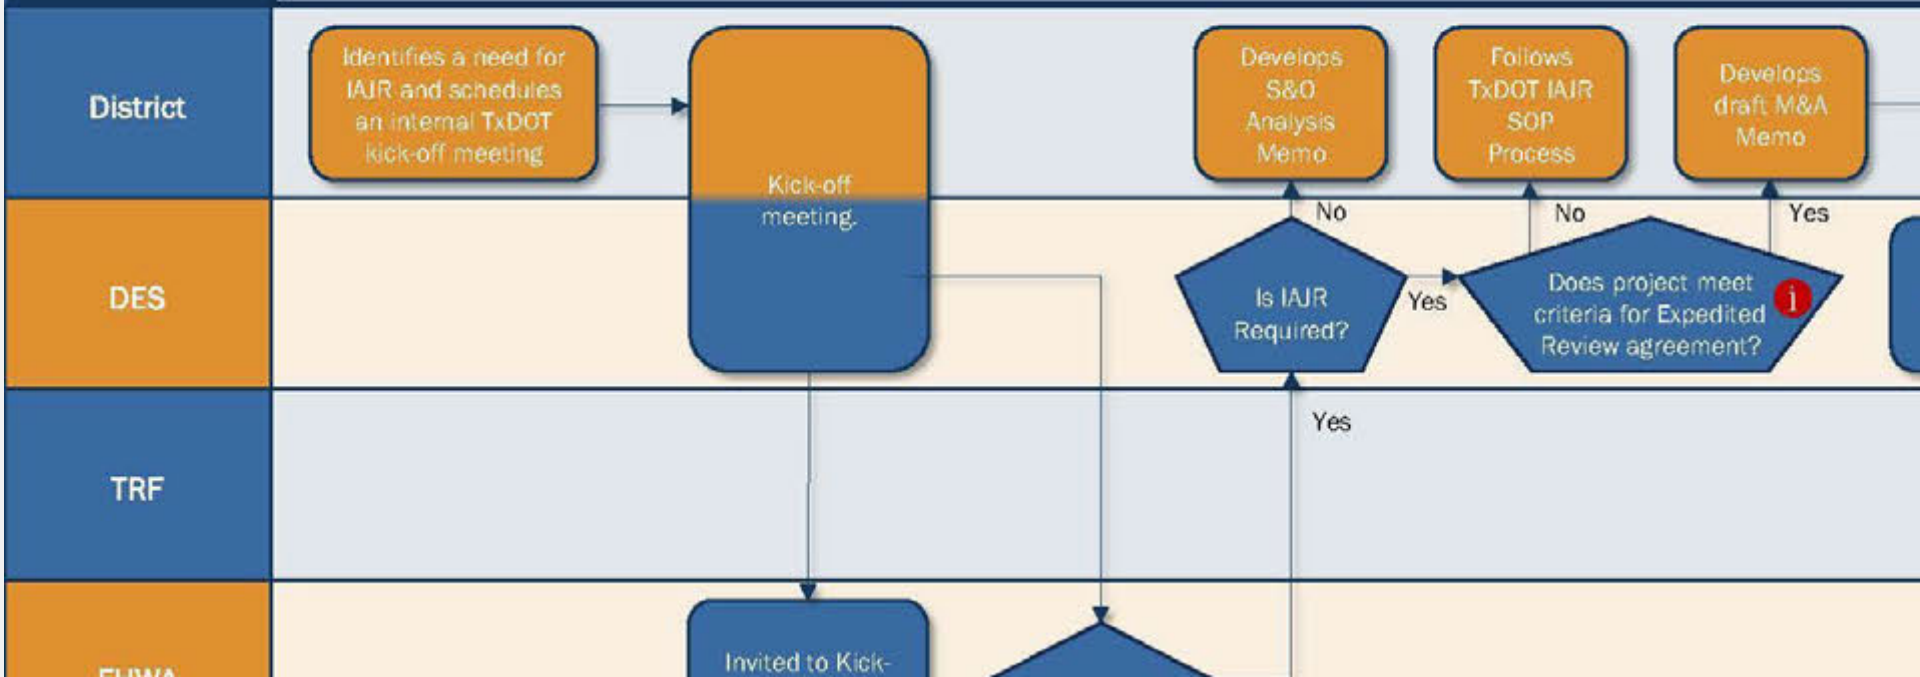 District
Identifies a need for
IAJR and schedules
an internal TxDOT
kick-off meeting
Kick-off
meeting.
Develops
S&O
Analysis
Memo
Follows
TxDOT IAJR
SOP
Process
Develops
draft M&A
Memo
No
No
Yes
DES
Is IAJR
Required?
Yes
Does project meet
criteria for Expedited
Review agreement?
i
Yes
TRF
FHWA
Invited to Kick-